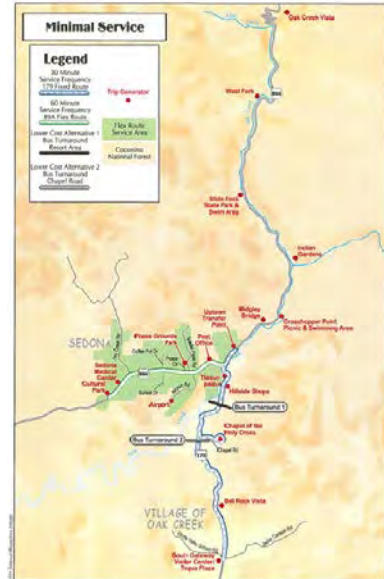 Minimal Service
Legend
30 Minute
Service Frequency
179 Fixed Route
60 Minute
Service Frequency
89A Flex Route
Lower Cost Alternative 1
Bus Turnaround
Resort Area
Lower Cost Alternative 2
Bus Turnaround
Chapel Road
Trip Generator
Flex Route
Service Area
Coconino
National Forest
Oak Creek Vista
West Fork
89A
Slide Rock
State Park &
Swim Area
Indian
Gardens
Midgley
Bridge
Grasshopper Point
Picnic & Swimming Area
Uptown
Transfer
Point
Post
Office
Posse Grounds
Park
SEDONA
Sedona
Medical
Center
Cultural
Park
Airport
Hillside Shops
Bus Turnaround 1
Chapel of the
Holy Cross
Bus Turnaround 2
Chapel Rd
179
Bell Rock Vista
VILLAGE OF
OAK CREEK
South Gateway
Visitor Center/
Tequa Plaza